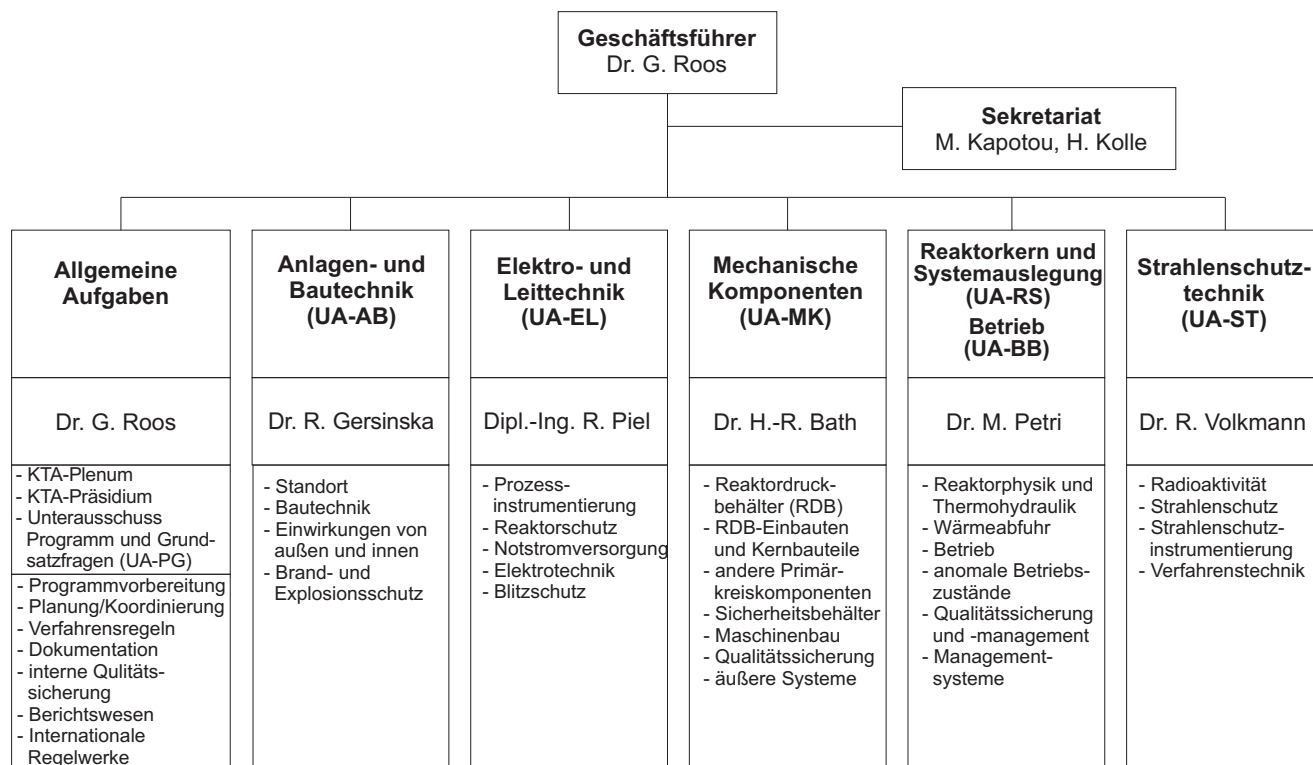 Geschäftsführer
Dr. G. Roos
Sekretariat
M. Kapotou, H. Kolle
Allgemeine
Aufgaben
Dr. G. Roos
- KTA-Plenum
- KTA-Präsidium
- Unterausschuss
Programm und Grund-
satzfragen (UA-PG)
- Programmvorbereitung
- Planung/Koordinierung
- Verfahrensregeln
- Dokumentation
- interne Qulitäts-
sicherung
- Berichtswesen
- Internationale
Regelwerke
Anlagen- und
Bautechnik
(UA-AB)
Dr. R. Gersinska
- Standort
- Bautechnik
- Einwirkungen von
außen und innen
- Brand- und
Explosionsschutz
Elektro- und
Leittechnik
(UA-EL)
Dipl.-Ing. R. Piel
- Prozess-
instrumentierung
- Reaktorschutz
- Notstromversorgung
- Elektrotechnik
- Blitzschutz
Mechanische
Komponenten
(UA-MK)
Dr. H.-R. Bath
- Reaktordruck-
behälter (RDB)
- RDB-Einbauten
und Kernbauteile
- andere Primär-
kreiskomponenten
- Sicherheitsbehälter
- Maschinenbau
- Qualitätssicherung
- äußere Systeme
Reaktorkern und
Systemauslegung
(UA-RS)
Betrieb
(UA-BB)
Dr. M. Petri
- Reaktorphysik und
Thermohydraulik
- Wärmeabfuhr
- Betrieb
- anomale Betriebs-
zustände
- Qualitätssicherung
und -management
- Management-
systeme
Strahlenschutz-
technik
(UA-ST)
Dr. R. Volkmann
- Radioaktivität
- Strahlenschutz
- Strahlenschutz-
instrumentierung
- Verfahrenstechnik